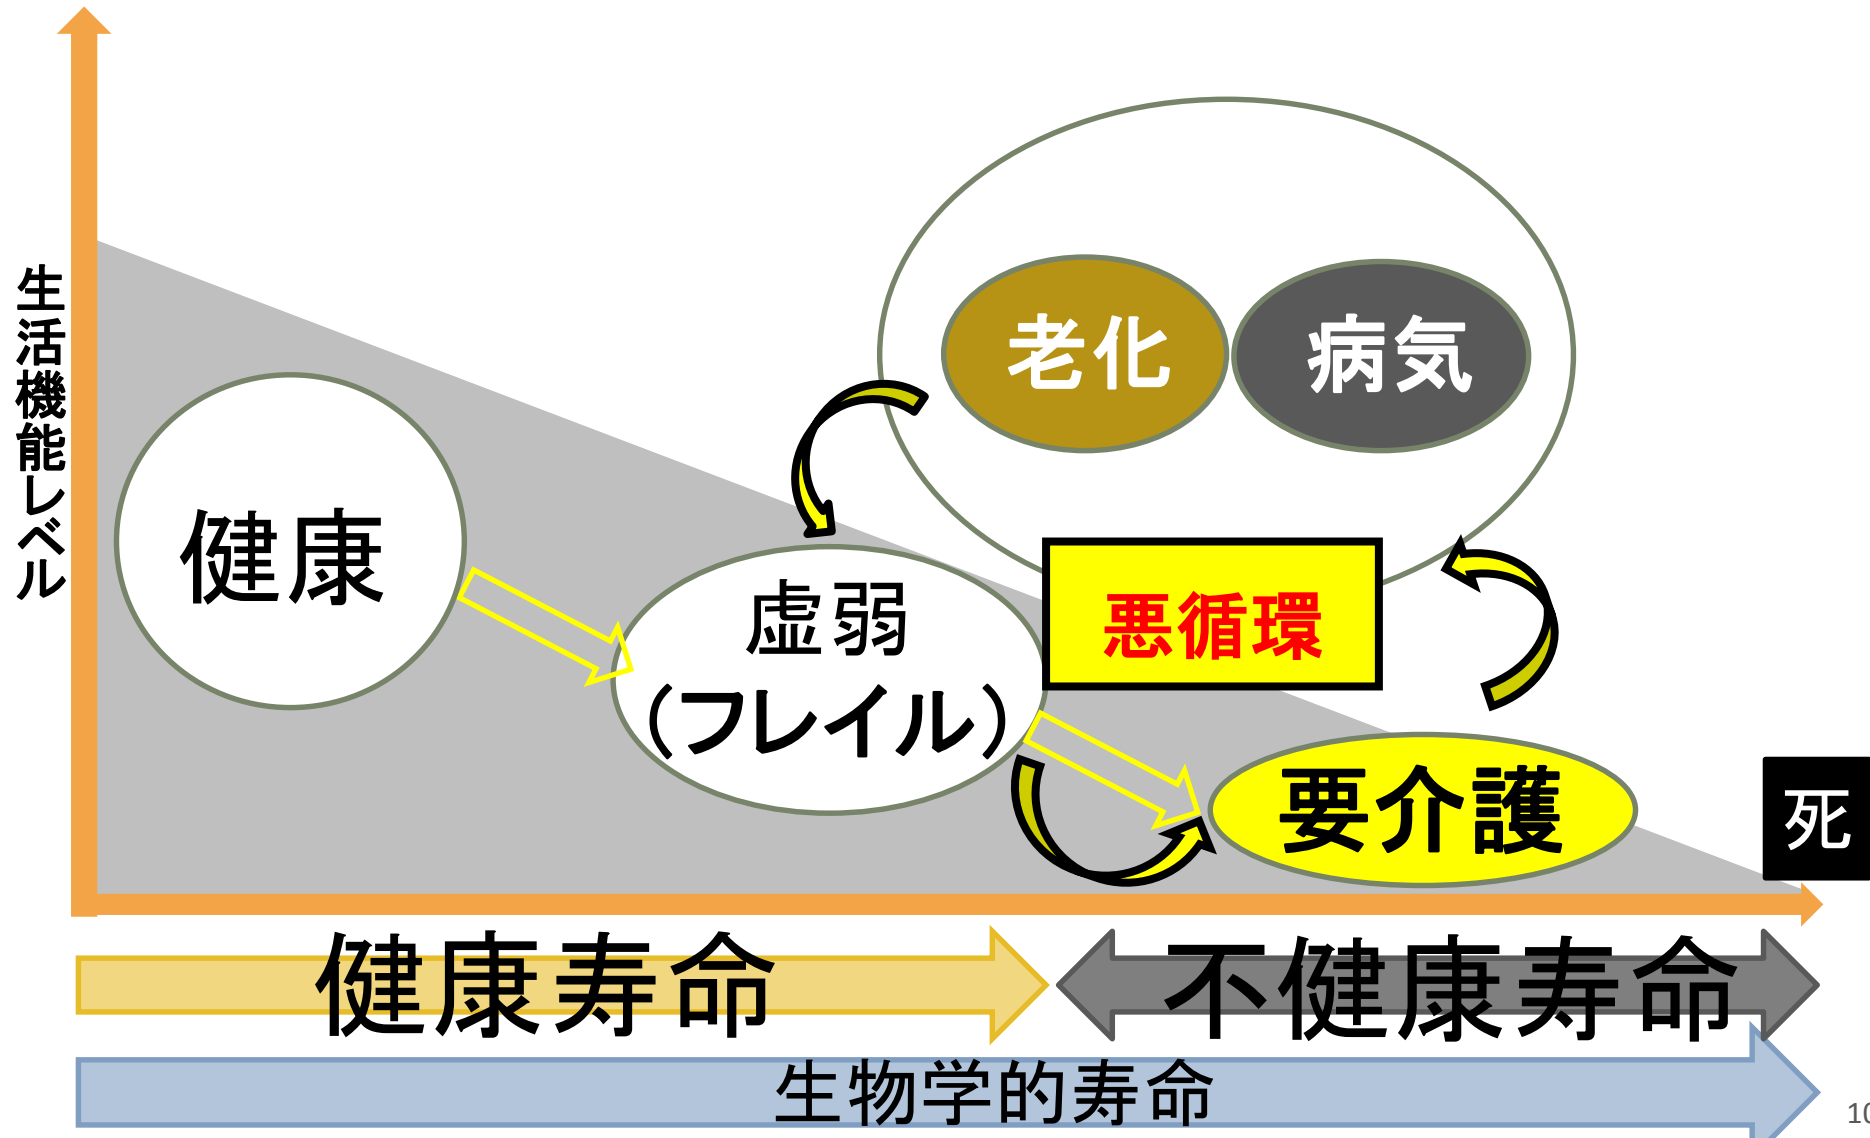 生活機能レベル
老化
病気
健康
虚弱
（フレイル）
悪循環
要介護
死
健康寿命
不健康寿命
生物学的寿命
10